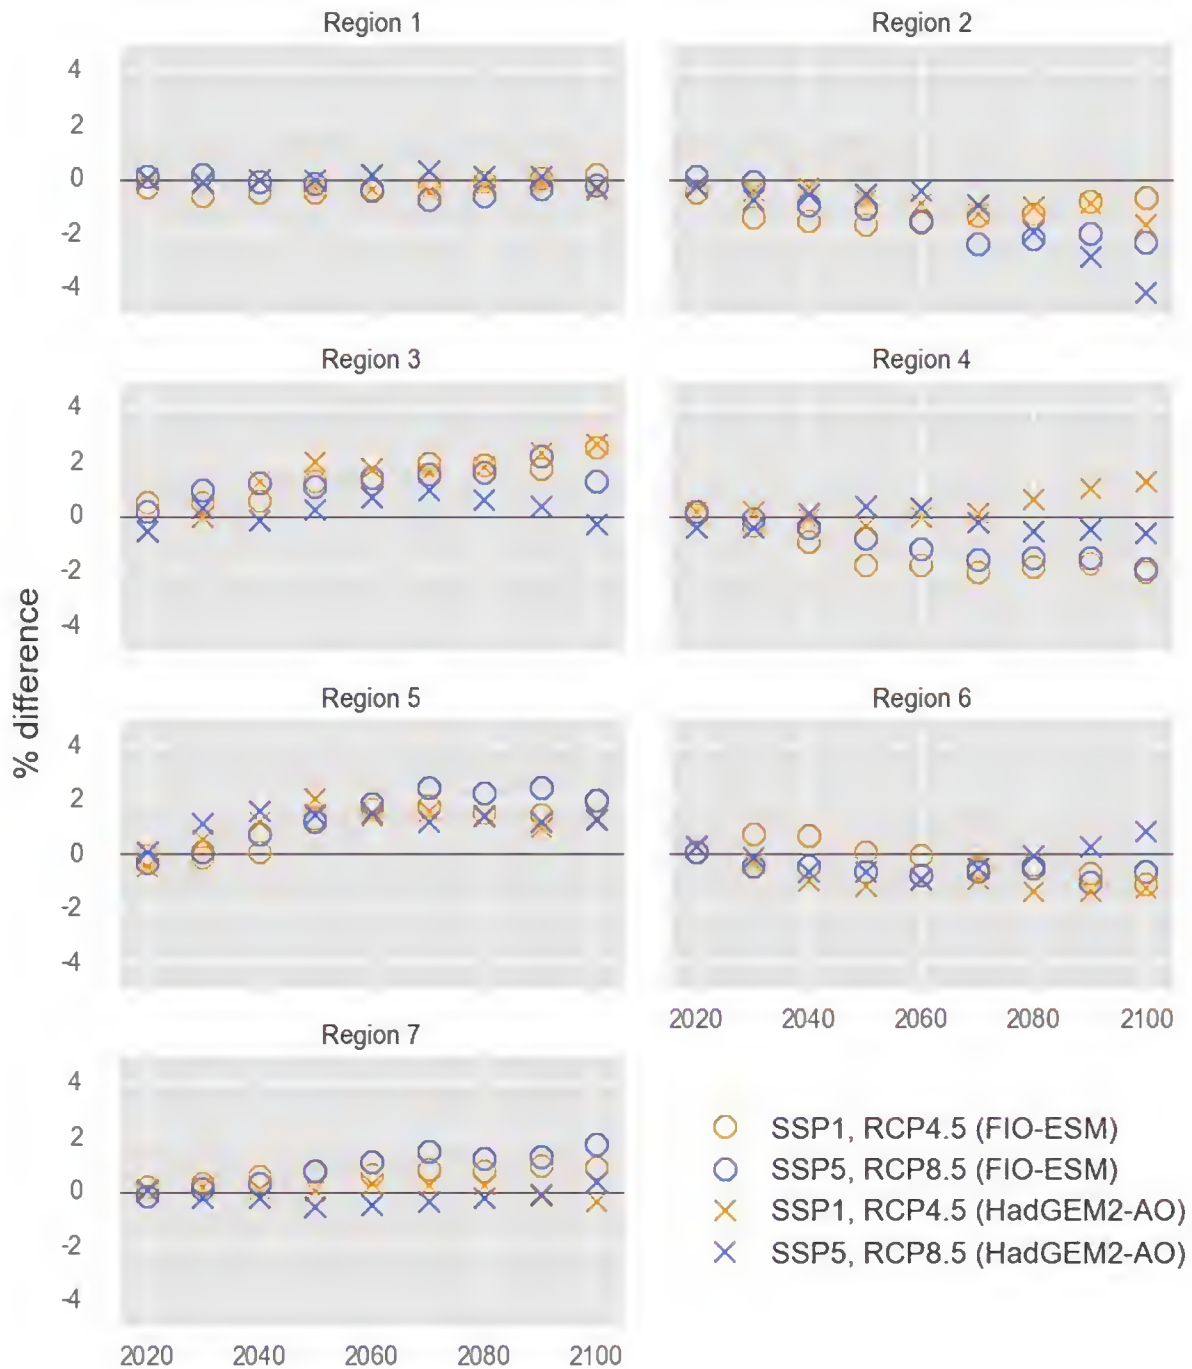 Region 1
Region 2
4
2
0
-2
-4
Region 3
Region 4
4
2
0
-2
-4
% difference
Region 5
Region 6
4
2
0
-2
-4
2020 2040 2060 2080 2100
Region 7
4
2
0
-2
-4
2020 2040 2060 2080 2100
SSP1, RCP4.5 (FIO-ESM)
SSP5, RCP8.5 (FIO-ESM)
SSP1, RCP4.5 (HadGEM2-AO)
SSP5, RCP8.5 (HadGEM2-AO)